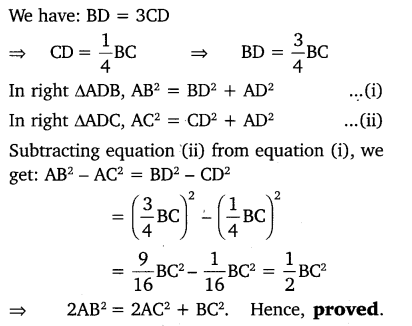 We have: BD = 3CD
⇒ CD = 1/4 BC ⇒ BD = 3/4 BC
In right ΔADB, AB² = BD² + AD² ...(i)
In right ΔADC, AC² = CD² + AD² ...(ii)
Subtracting equation (ii) from equation (i), we
get: AB² – AC² = BD² – CD²
= (3/4 BC)² – (1/4 BC)²
= 9/16 BC² – 1/16 BC² = 1/2 BC²
⇒ 2AB² = 2AC² + BC². Hence, proved.